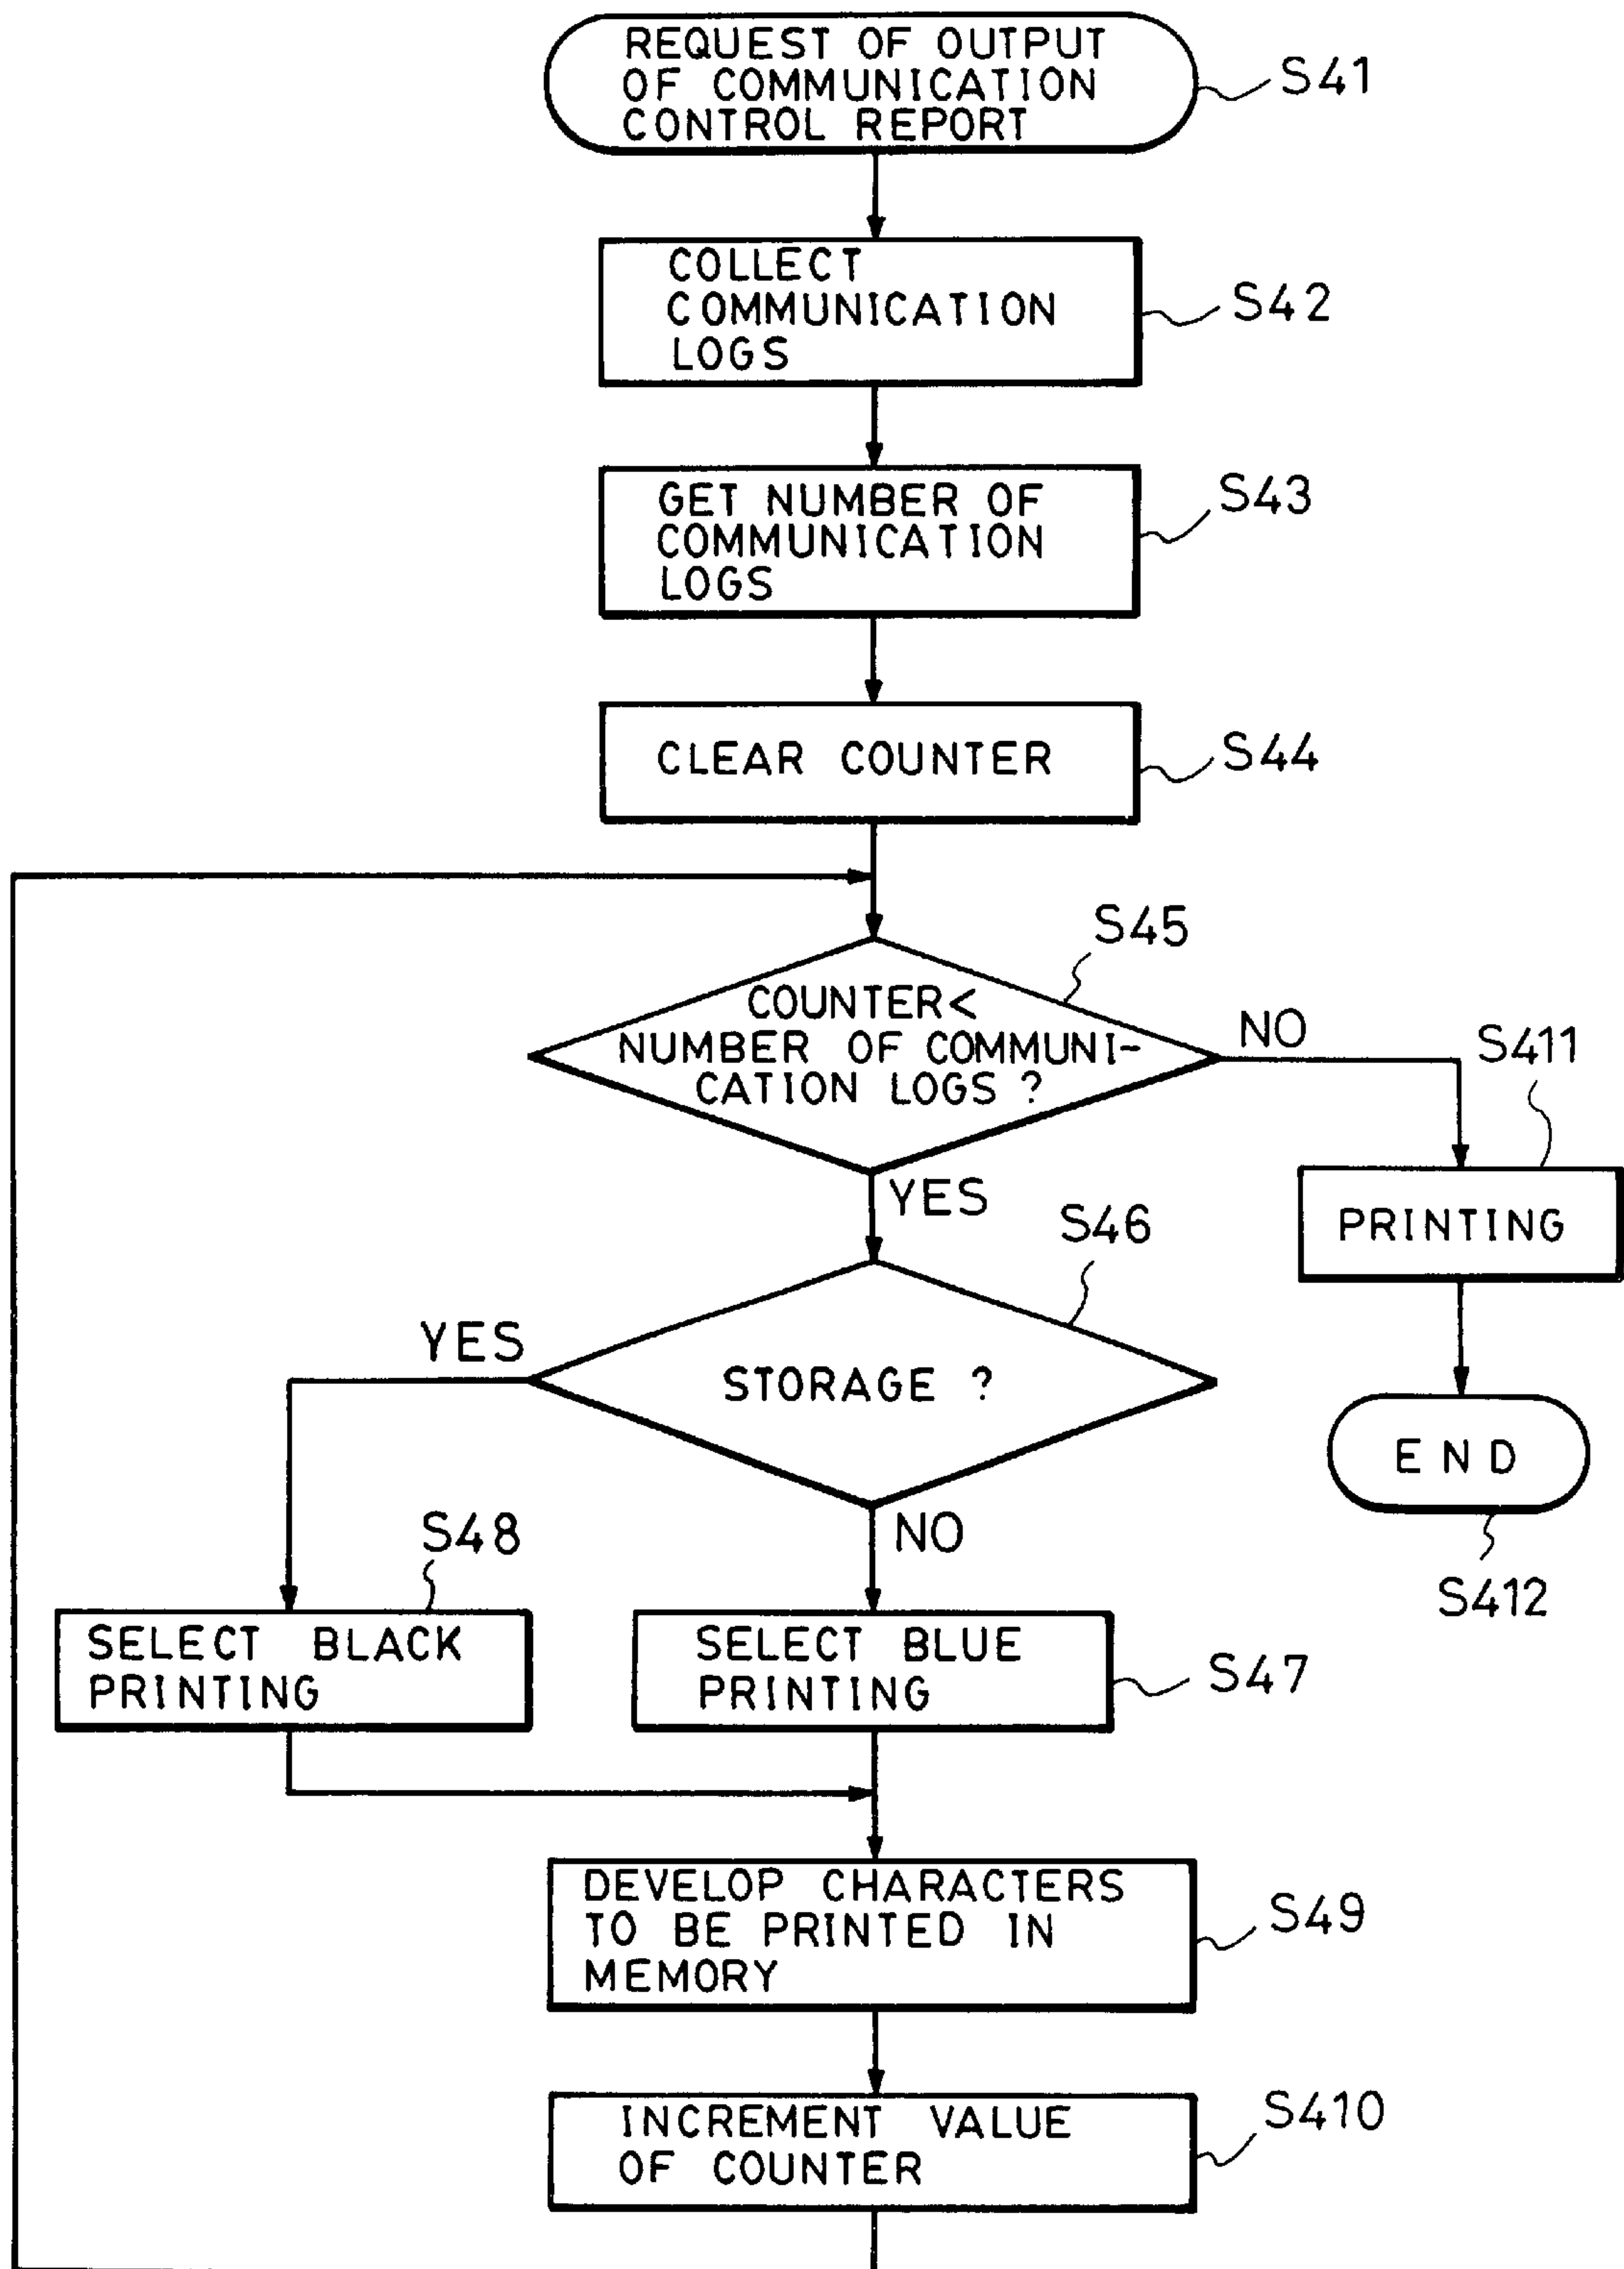 REQUEST OF OUTPUT
OF COMMUNICATION
CONTROL REPORT
S41
COLLECT
COMMUNICATION
LOGS
S42
GET NUMBER OF
COMMUNICATION
LOGS
S43
CLEAR COUNTER
S44
S45
COUNTER<
NUMBER OF COMMUNI-
CATION LOGS ?
NO
S411
YES
PRINTING
S46
YES
STORAGE ?
END
NO
S412
S48
SELECT BLACK
PRINTING
SELECT BLUE
PRINTING
S47
DEVELOP CHARACTERS
TO BE PRINTED IN
MEMORY
S49
INCREMENT VALUE
OF COUNTER
S410